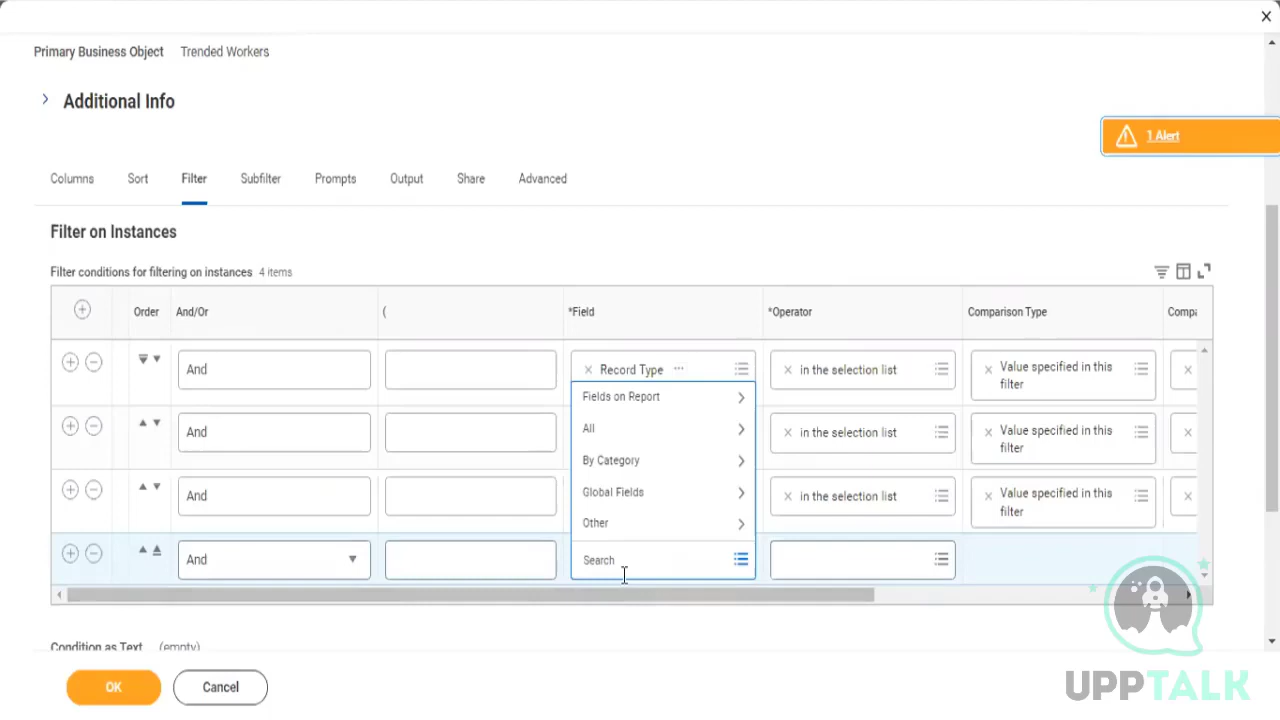 Primary Business Object Trended Workers
Additional Info
1 Alert
Columns Sort Filter Subfilter Prompts Output Share Advanced
Filter on Instances
Filter conditions for filtering on instances 4 items
Order And/Or ( *Field *Operator Comparison Type Compa
And Record Type in the selection list Value specified in this filter
Fields on Report
All
And in the selection list Value specified in this filter
By Category
Global Fields
And in the selection list Value specified in this filter
Other
And Search
Condition as Text (empty)
OK Cancel
UPPTALK